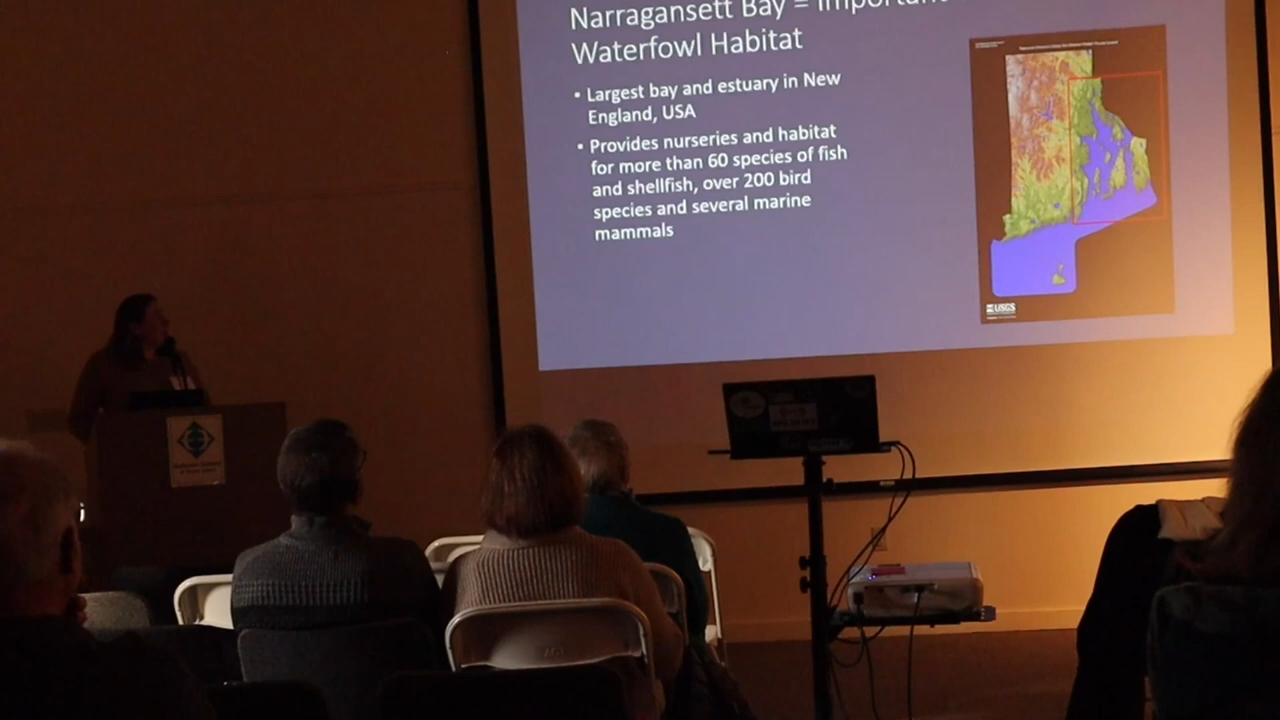 Narragansett Bay = Important
Waterfowl Habitat
• Largest bay and estuary in New
England, USA
• Provides nurseries and habitat
for more than 60 species of fish
and shellfish, over 200 bird
species and several marine
mammals
USGS